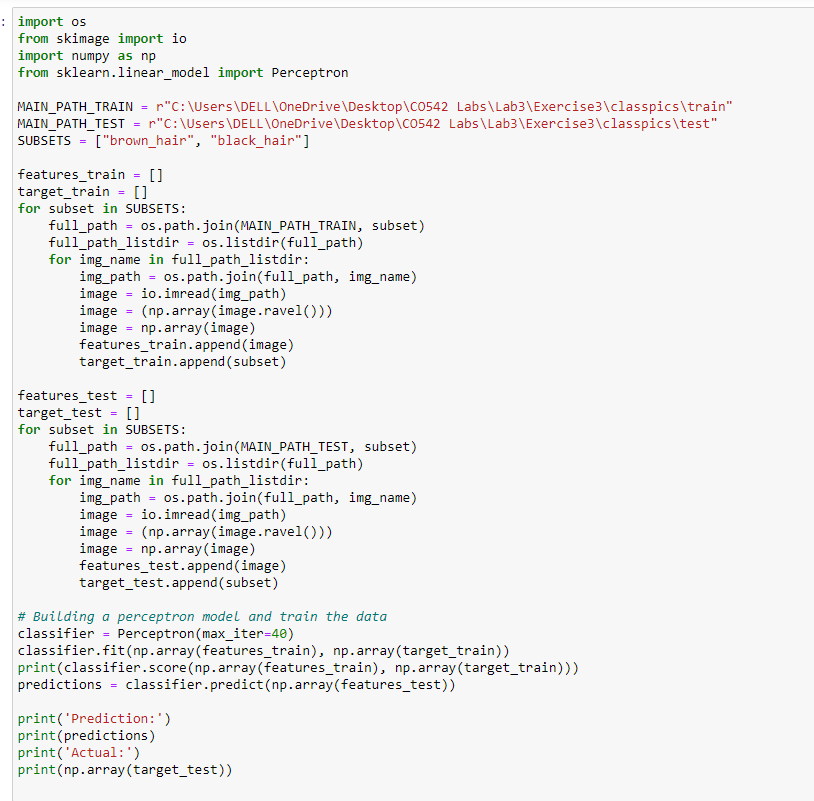 :
import os
from skimage import io
import numpy as np
from sklearn.linear_model import Perceptron
MAIN_PATH_TRAIN = r"C:\Users\DELL\OneDrive\Desktop\CO542 Labs\Lab3\Exercise3\classpics\train"
MAIN_PATH_TEST = r"C:\Users\DELL\OneDrive\Desktop\CO542 Labs\Lab3\Exercise3\classpics\test"
SUBSETS = ["brown_hair", "black_hair"]
features_train = []
target_train = []
for subset in SUBSETS:
    full_path = os.path.join(MAIN_PATH_TRAIN, subset)
    full_path_listdir = os.listdir(full_path)
    for img_name in full_path_listdir:
        img_path = os.path.join(full_path, img_name)
        image = io.imread(img_path)
        image = (np.array(image.ravel()))
        image = np.array(image)
        features_train.append(image)
        target_train.append(subset)
features_test = []
target_test = []
for subset in SUBSETS:
    full_path = os.path.join(MAIN_PATH_TEST, subset)
    full_path_listdir = os.listdir(full_path)
    for img_name in full_path_listdir:
        img_path = os.path.join(full_path, img_name)
        image = io.imread(img_path)
        image = (np.array(image.ravel()))
        image = np.array(image)
        features_test.append(image)
        target_test.append(subset)
# Building a perceptron model and train the data
classifier = Perceptron(max_iter=40)
classifier.fit(np.array(features_train), np.array(target_train))
print(classifier.score(np.array(features_train), np.array(target_train)))
predictions = classifier.predict(np.array(features_test))
print('Prediction:')
print(predictions)
print('Actual:')
print(np.array(target_test))